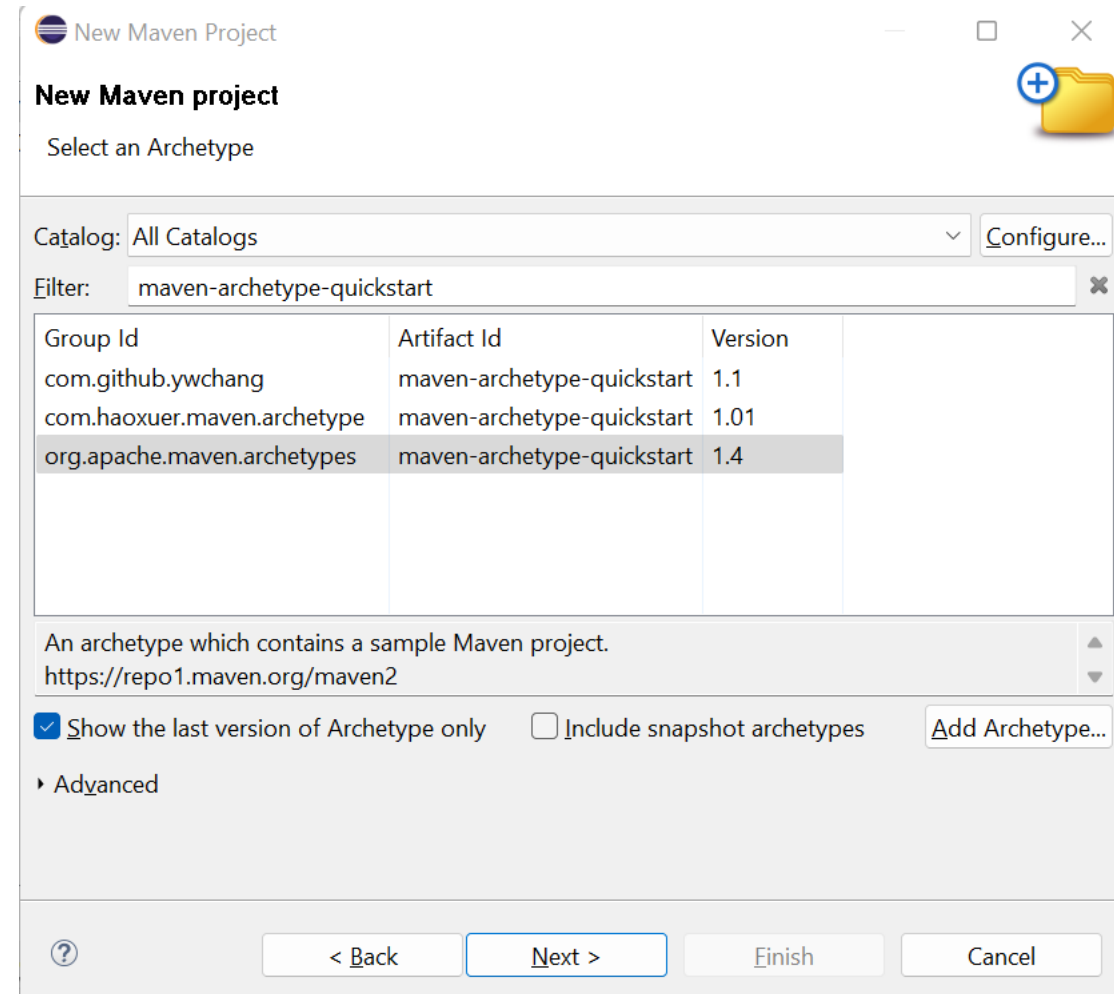 New Maven Project
New Maven project
Select an Archetype
Catalog: All Catalogs Configure...
Filter: maven-archetype-quickstart
Group Id Artifact Id Version
com.github.ywchang maven-archetype-quickstart 1.1
com.haoxuer.maven.archetype maven-archetype-quickstart 1.01
org.apache.maven.archetypes maven-archetype-quickstart 1.4
An archetype which contains a sample Maven project.
https://repo1.maven.org/maven2
Show the last version of Archetype only Include snapshot archetypes Add Archetype...
Advanced
? < Back Next > Finish Cancel